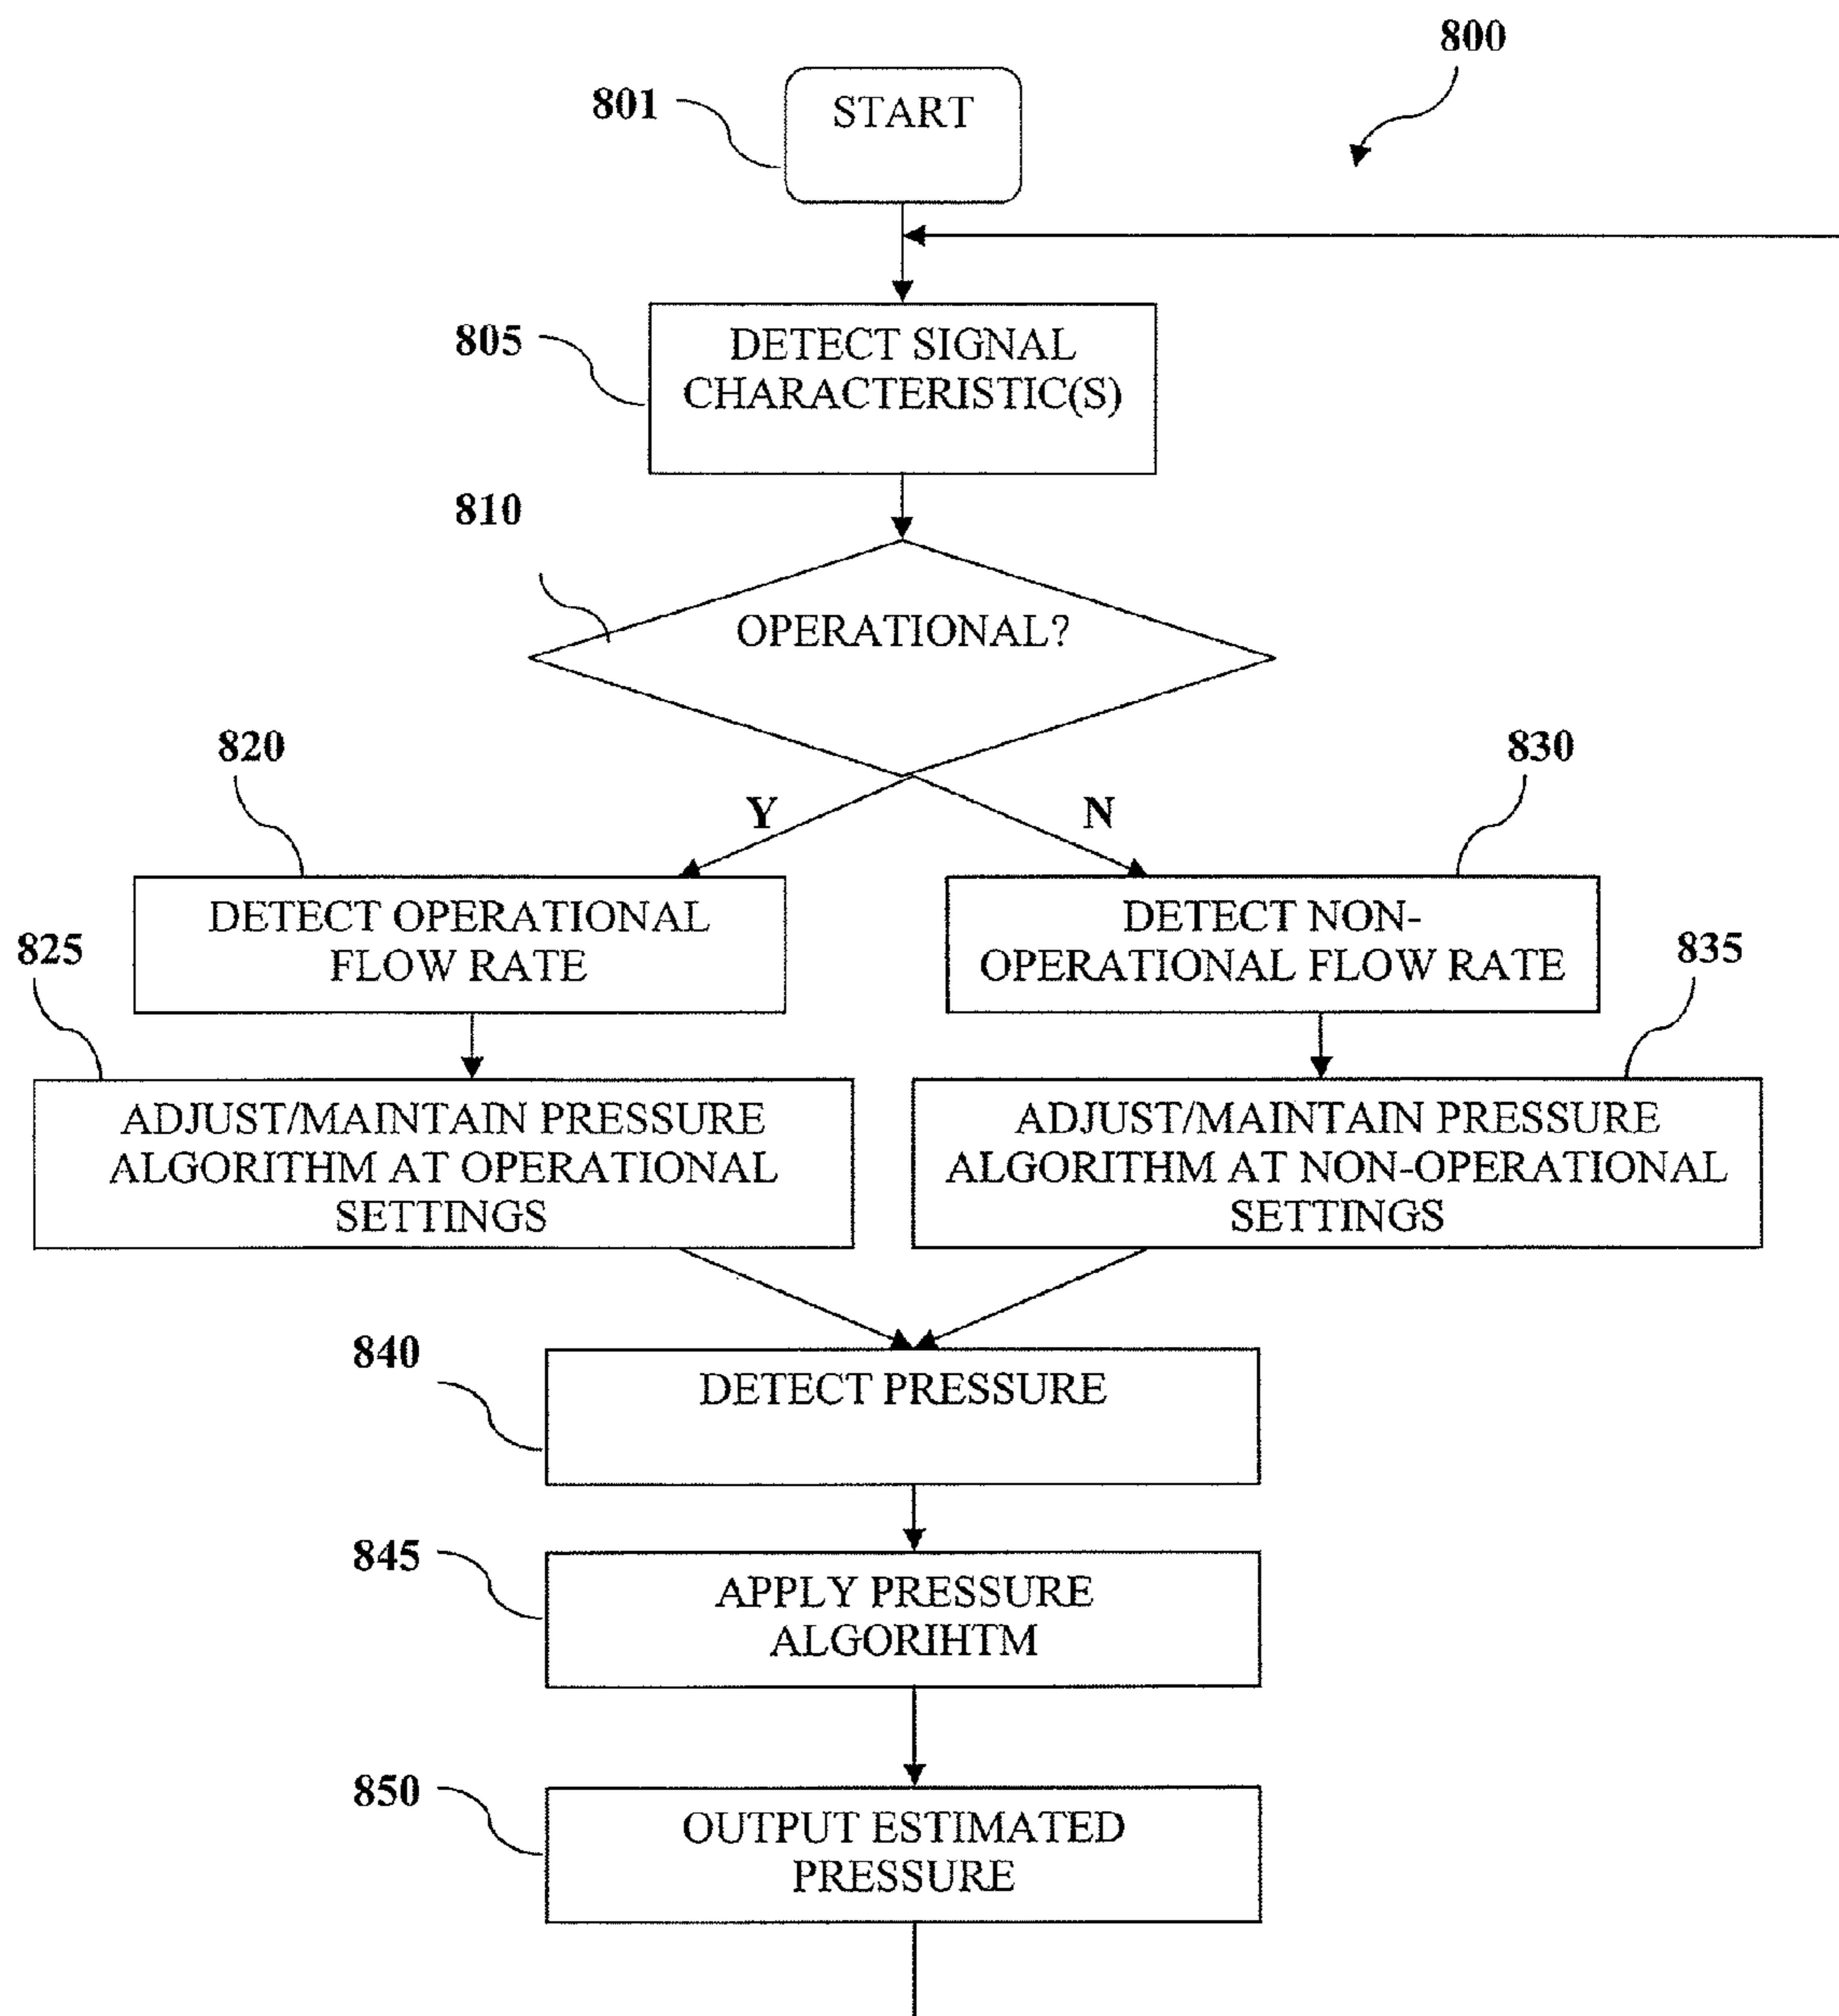 800
801
START
805
DETECT SIGNAL
CHARACTERISTIC(S)
810
OPERATIONAL?
820
830
Y
N
DETECT OPERATIONAL
FLOW RATE
DETECT NON-
OPERATIONAL FLOW RATE
825
835
ADJUST/MAINTAIN PRESSURE
ALGORITHM AT OPERATIONAL
SETTINGS
ADJUST/MAINTAIN PRESSURE
ALGORITHM AT NON-OPERATIONAL
SETTINGS
840
DETECT PRESSURE
845
APPLY PRESSURE
ALGORIHTM
850
OUTPUT ESTIMATED
PRESSURE